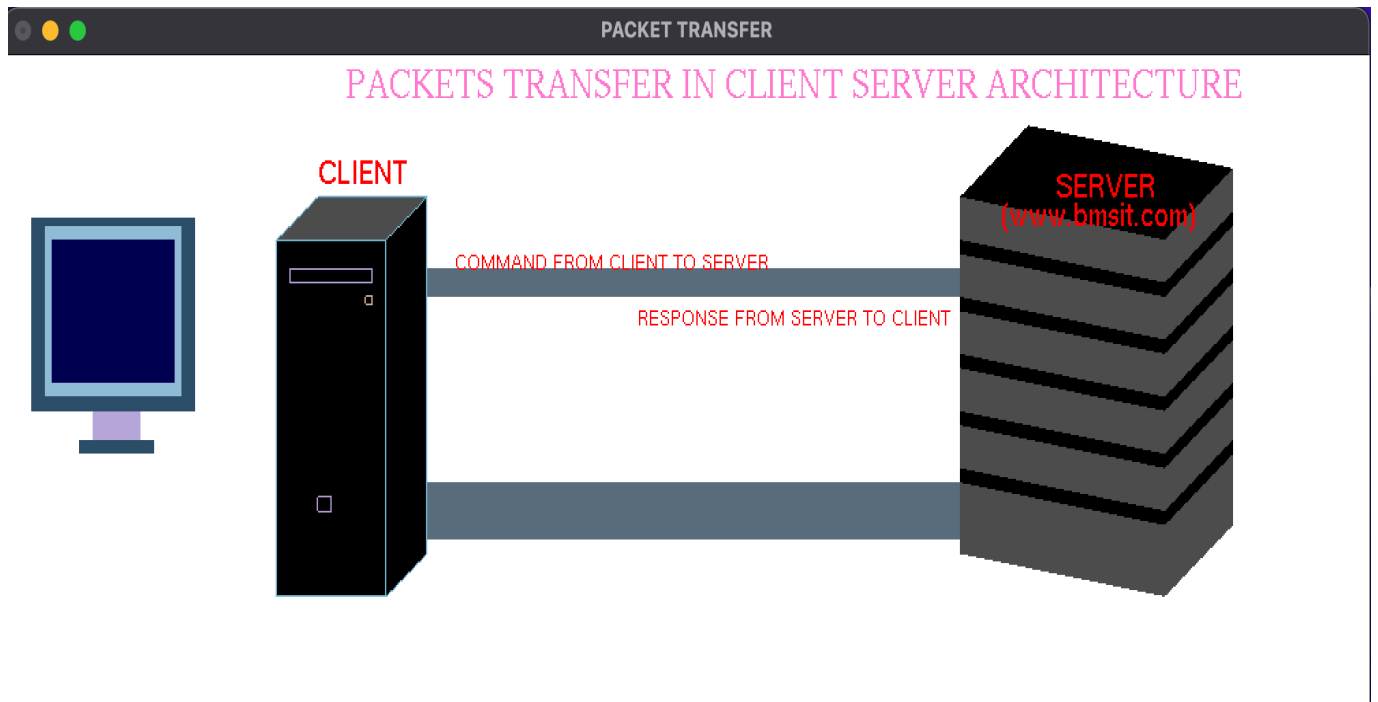 PACKET TRANSFER
PACKETS TRANSFER IN CLIENT SERVER ARCHITECTURE
CLIENT
SERVER
(www.bmsit.com)
COMMAND FROM CLIENT TO SERVER
RESPONSE FROM SERVER TO CLIENT